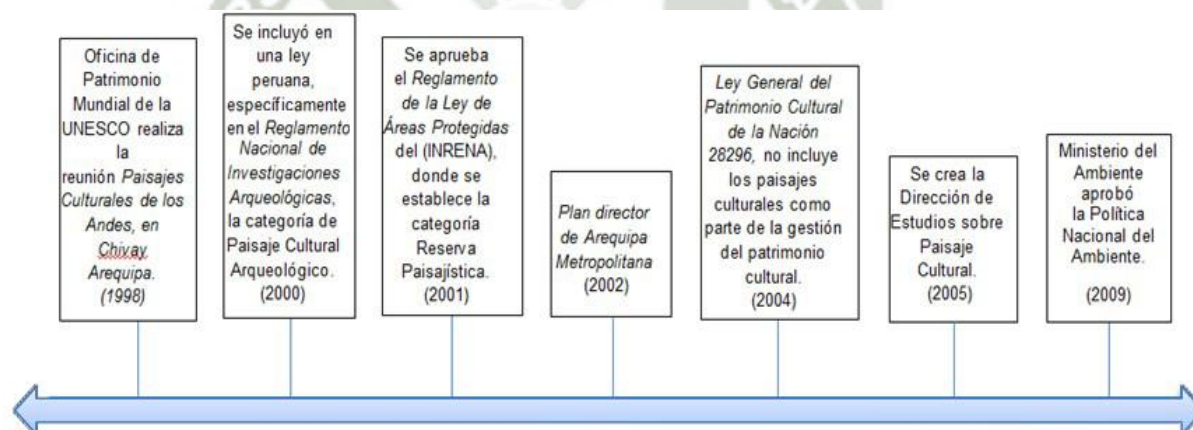 Oficina de
Patrimonio
Mundial de la
UNESCO realiza
la
reunión Paisajes
Culturales de los
Andes, en
Chivay,
Arequipa.
(1998)
Se incluyó en
una ley
peruana,
específicamente
en el Reglamento
Nacional de
Investigaciones
Arqueológicas,
la categoría de
Paisaje Cultural
Arqueológico.
(2000)
Se aprueba
el Reglamento
de la Ley de
Áreas Protegidas
del (INRENA),
donde se
establece la
categoría
Reserva
Paisajística.
(2001)
Plan director
de Arequipa
Metropolitana
(2002)
Ley General del
Patrimonio Cultural
de la Nación
28296, no incluye
los paisajes
culturales como
parte de la gestión
del patrimonio
cultural.
(2004)
Se crea la
Dirección de
Estudios sobre
Paisaje
Cultural.
(2005)
Ministerio del
Ambiente
aprobó
la Política
Nacional del
Ambiente.
(2009)